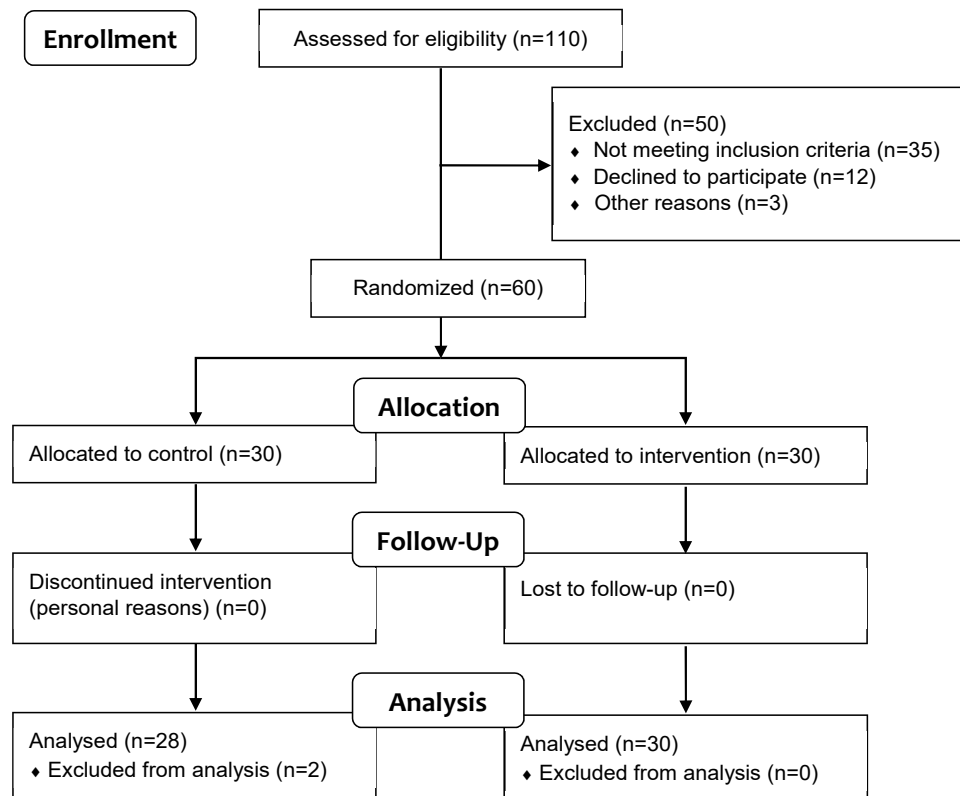 Enrollment
Assessed for eligibility (n=110)
Excluded (n=50)
♦ Not meeting inclusion criteria (n=35)
♦ Declined to participate (n=12)
♦ Other reasons (n=3)
Randomized (n=60)
Allocation
Allocated to control (n=30)
Allocated to intervention (n=30)
Follow-Up
Discontinued intervention
(personal reasons) (n=0)
Lost to follow-up (n=0)
Analysis
Analysed (n=28)
♦ Excluded from analysis (n=2)
Analysed (n=30)
♦ Excluded from analysis (n=0)